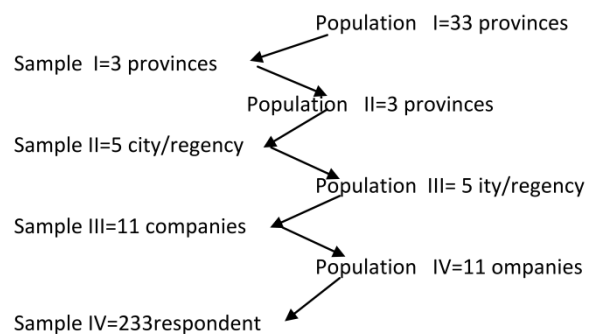 Population I=33 provinces
Sample I=3 provinces
Population II=3 provinces
Sample II=5 city/regency
Population III= 5 ity/regency
Sample III=11 companies
Population IV=11 ompanies
Sample IV=233respondent